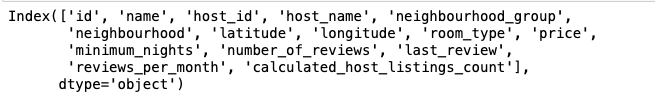 Index(['id', 'name', 'host_id', 'host_name', 'neighbourhood_group',
'neighbourhood', 'latitude', 'longitude', 'room_type', 'price',
'minimum_nights', 'number_of_reviews', 'last_review',
'reviews_per_month', 'calculated_host_listings_count'],
dtype='object')